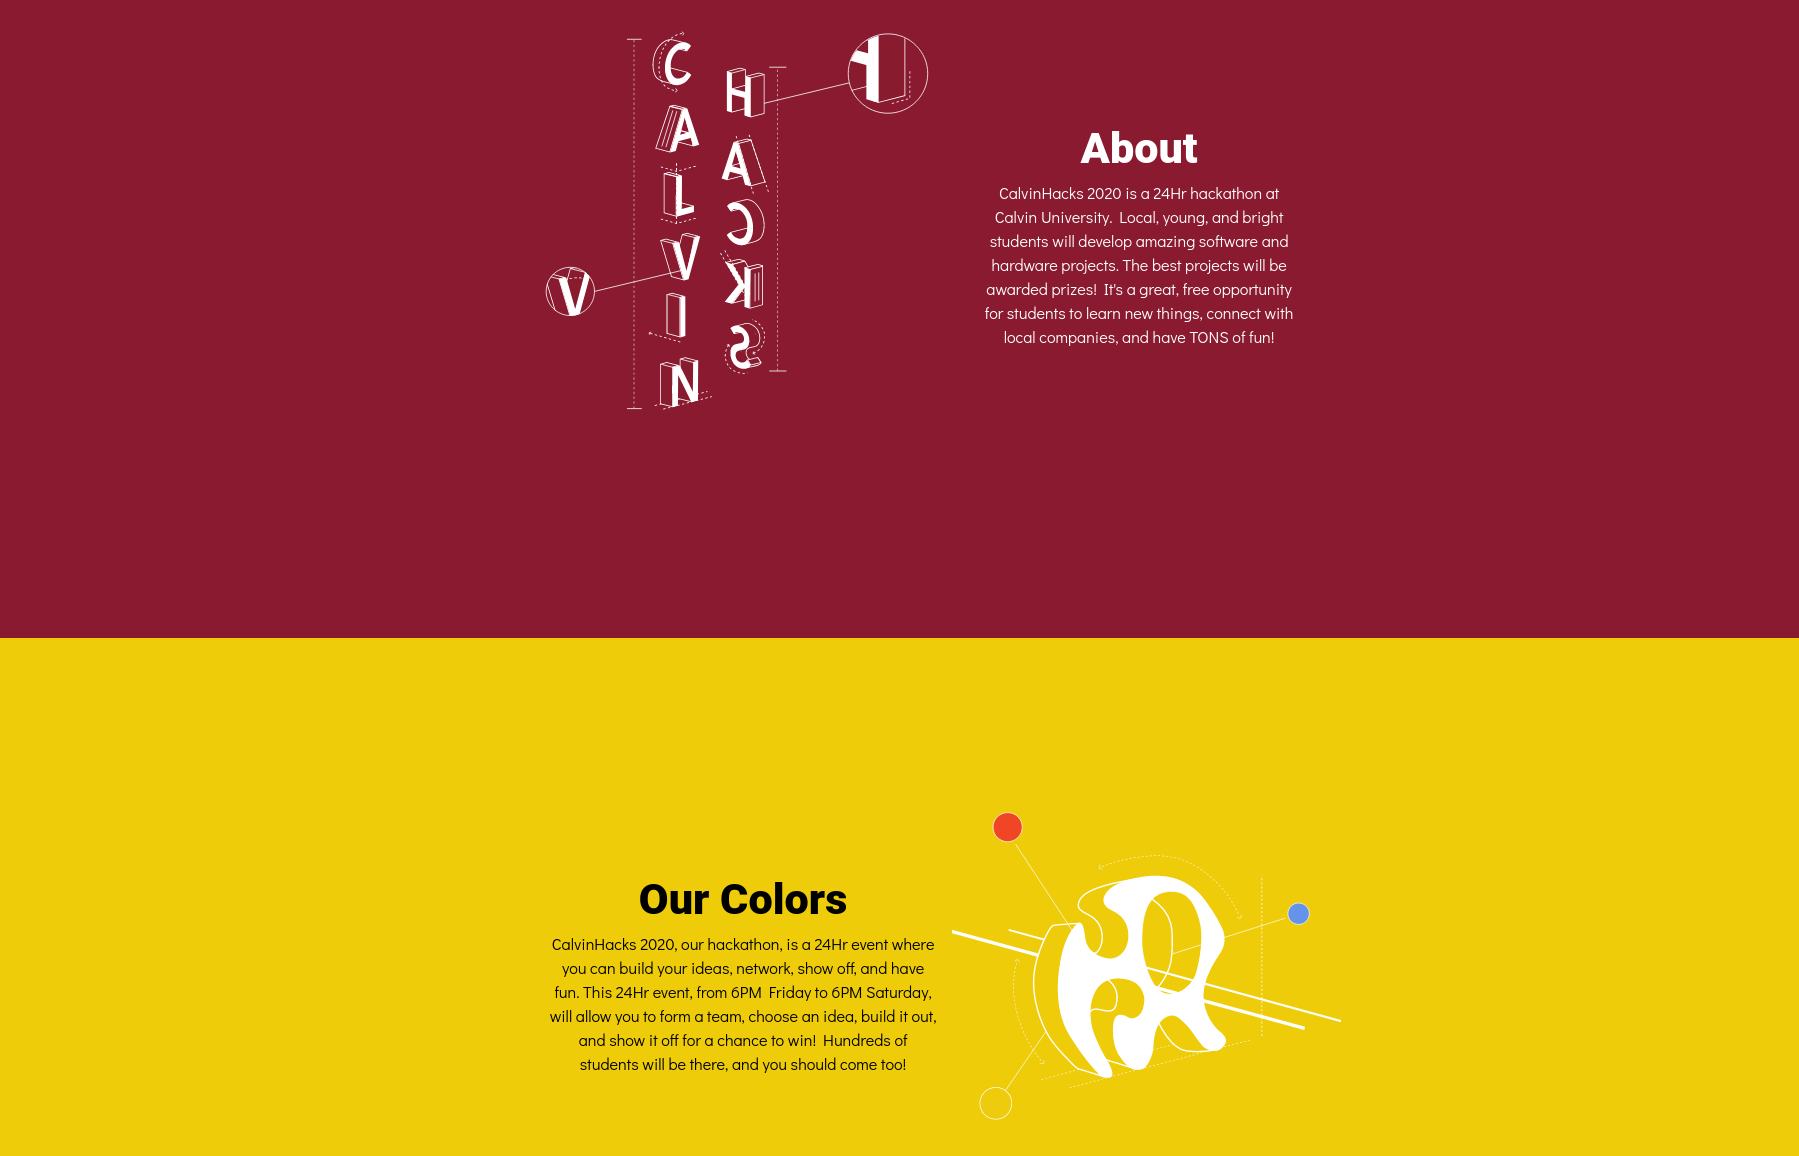 CALVIN
HACKS
V
About
CalvinHacks 2020 is a 24Hr hackathon at
Calvin University.  Local, young, and bright
students will develop amazing software and
hardware projects. The best projects will be
awarded prizes!  It's a great, free opportunity
for students to learn new things, connect with
local companies, and have TONS of fun!
Our Colors
CalvinHacks 2020, our hackathon, is a 24Hr event where
you can build your ideas, network, show off, and have
fun. This 24Hr event, from 6PM  Friday to 6PM Saturday,
will allow you to form a team, choose an idea, build it out,
and show it off for a chance to win!  Hundreds of
students will be there, and you should come too!